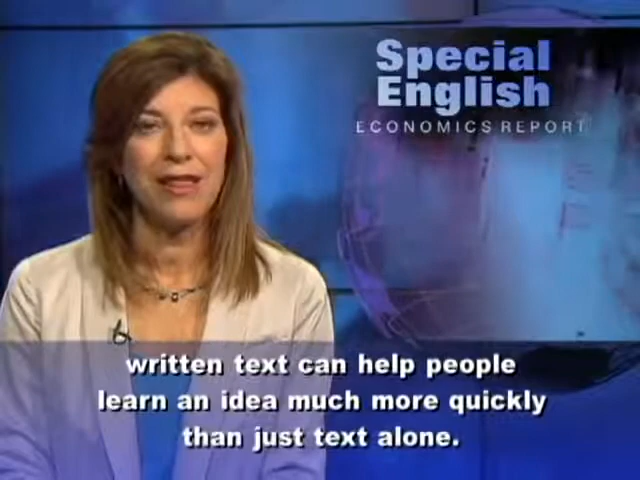 Special
English
ECONOMICS REPORT
written text can help people
learn an idea much more quickly
than just text alone.